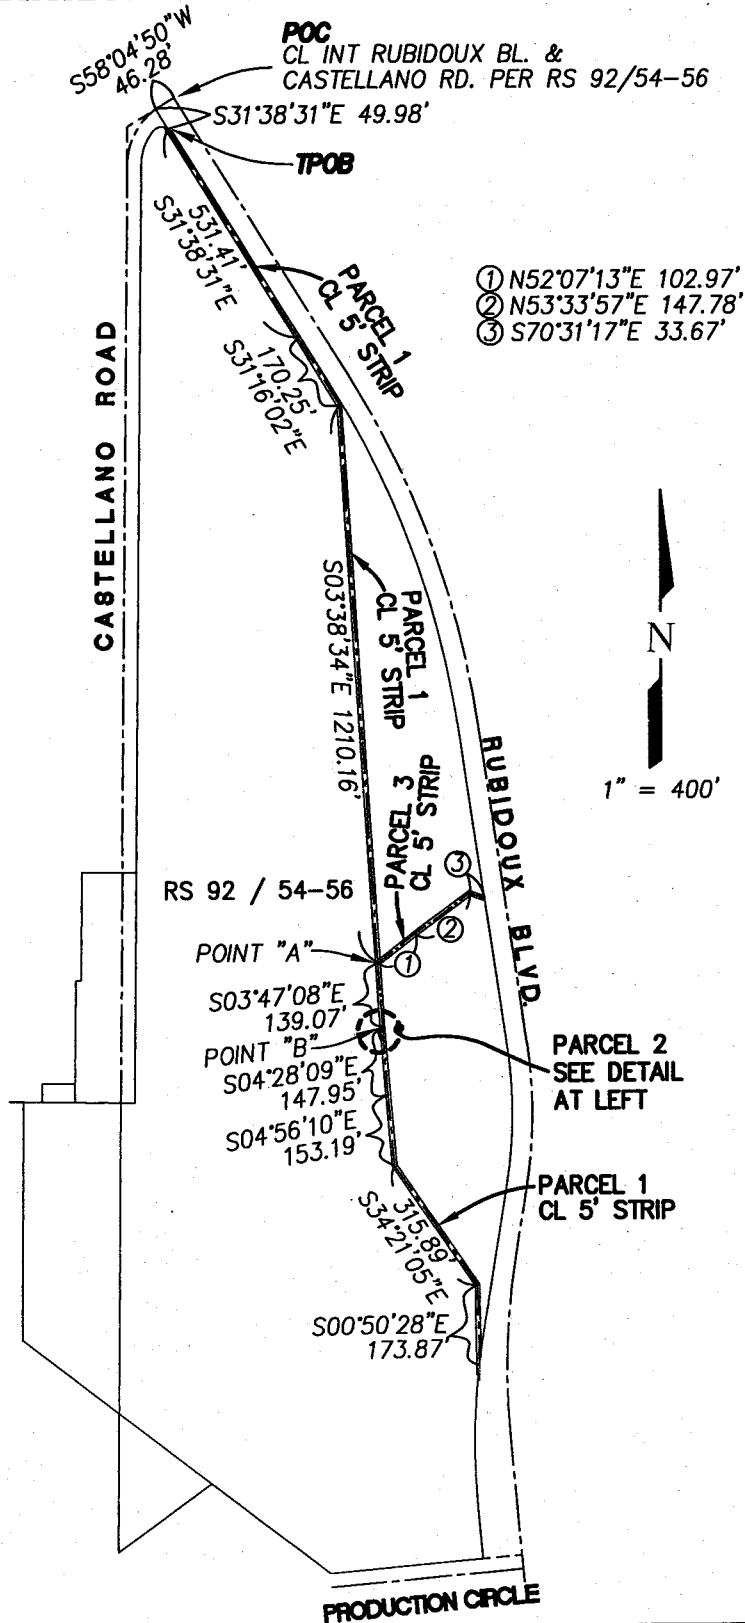 POC
CL INT RUBIDOUX BL. &
CASTELLANO RD. PER RS 92/54-56
S58°04'50"W
46.28'
S31°38'31"E 49.98'
TPOB
531.41'
S31°38'31"E
PARCEL 1
CL 5' STRIP
① N52°07'13"E 102.97'
② N53°33'57"E 147.78'
③ S70°31'17"E 33.67'
170.25'
S31°16'02"E
CASTELLANO ROAD
S03°38'34"E 1210.16'
PARCEL 1
CL 5' STRIP
N
1" = 400'
RUBIDOUX BLVD.
PARCEL 3
CL 5' STRIP
③
②
①
RS 92 / 54-56
POINT "A"
S03°47'08"E
139.07'
POINT "B"
S04°28'09"E
147.95'
S04°56'10"E
153.19'
PARCEL 2
SEE DETAIL
AT LEFT
PARCEL 1
CL 5' STRIP
315.89'
S34°21'05"E
S00°50'28"E
173.87'
PRODUCTION CIRCLE